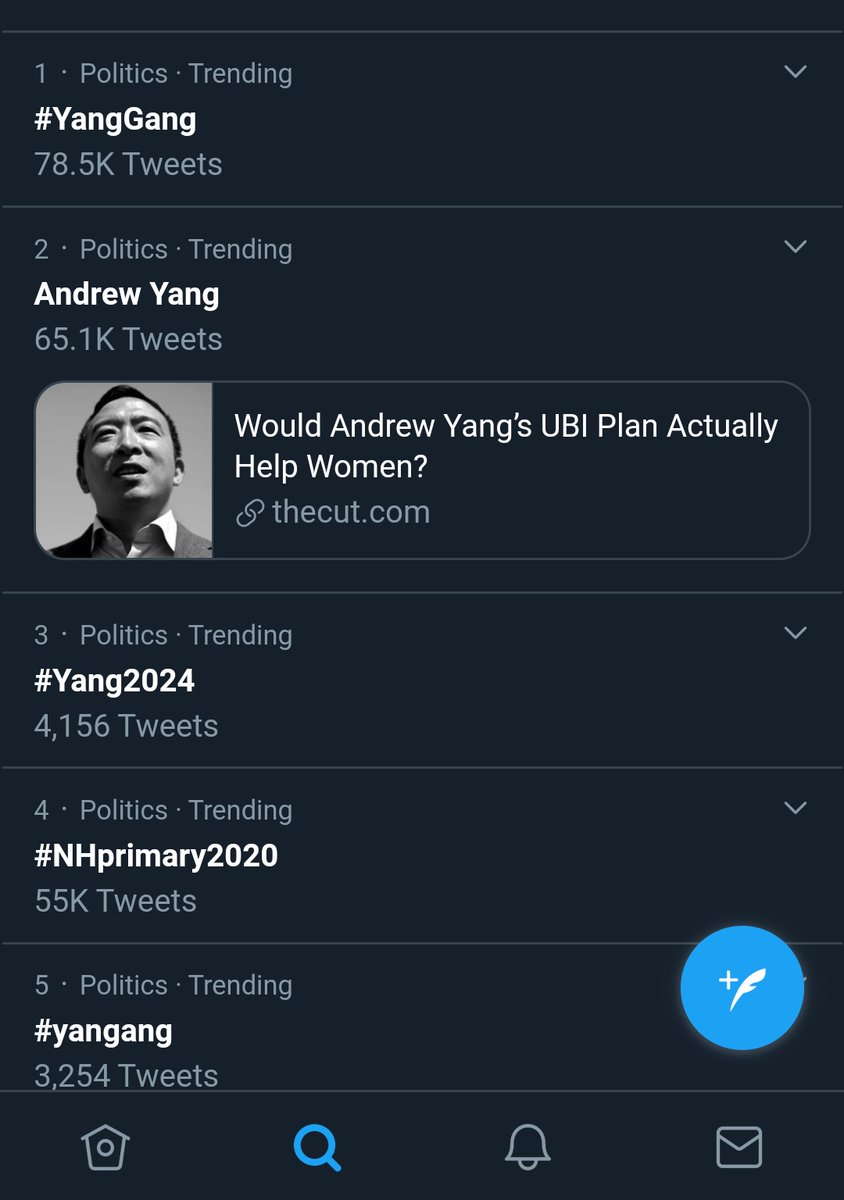 1 · Politics · Trending
#YangGang
78.5K Tweets
2 · Politics · Trending
Andrew Yang
65.1K Tweets
Would Andrew Yang’s UBI Plan Actually
Help Women?
thecut.com
3 · Politics · Trending
#Yang2024
4,156 Tweets
4 · Politics · Trending
#NHprimary2020
55K Tweets
5 · Politics · Trending
#yangang
3,254 Tweets